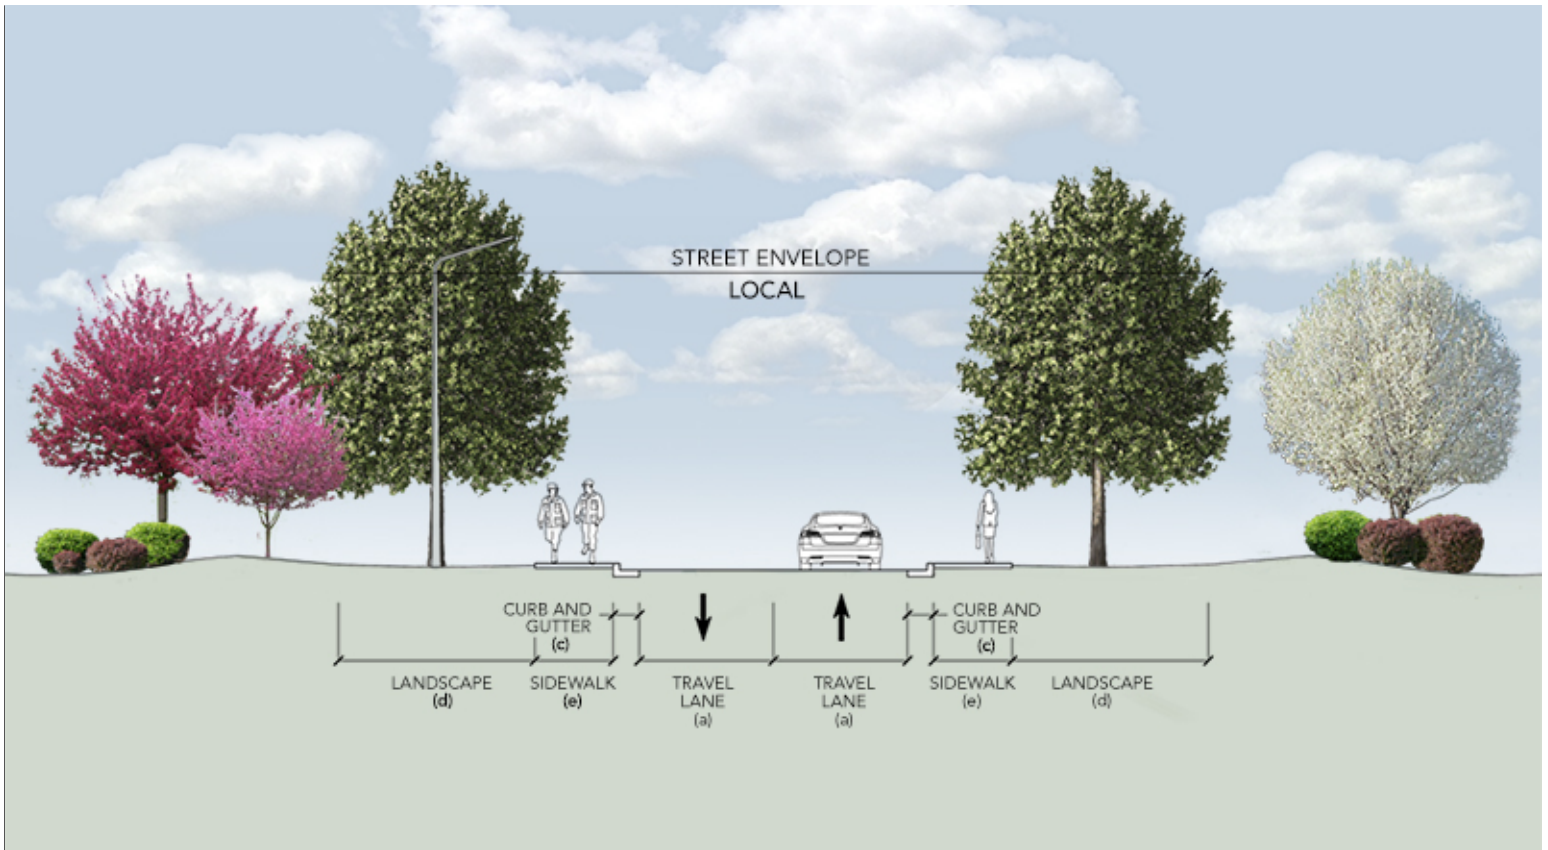 STREET ENVELOPE
LOCAL
CURB AND
GUTTER
(c)
CURB AND
GUTTER
(c)
LANDSCAPE
(d)
SIDEWALK
(e)
TRAVEL
LANE
(a)
TRAVEL
LANE
(a)
SIDEWALK
(e)
LANDSCAPE
(d)